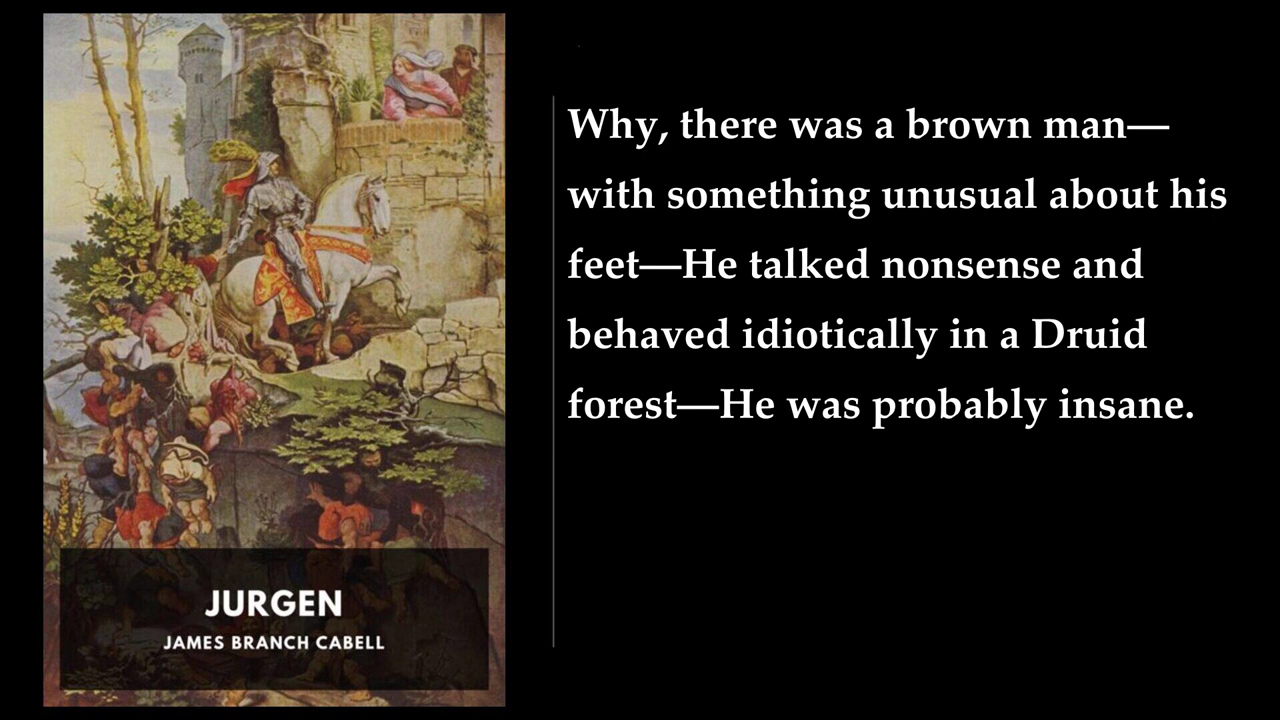 Why, there was a brown man—
with something unusual about his
feet—He talked nonsense and
behaved idiotically in a Druid
forest—He was probably insane.
JURGEN
JAMES BRANCH CABELL